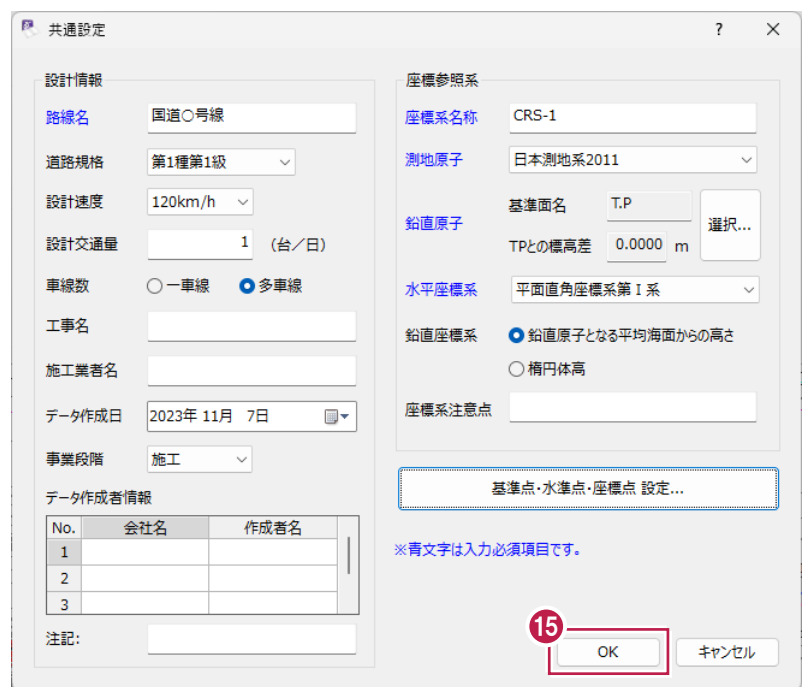 共通設定 ? ×
設計情報
路線名 国道○号線
道路規格 第1種第1級
設計速度 120km/h
設計交通量 1 (台/日)
車線数 一車線 多車線
工事名
施工業者名
データ作成日 2023年 11月 7日
事業段階 施工
データ作成者情報
No. 会社名 作成者名
1
2
3
注記:
座標参照系
座標系名称 CRS-1
測地原子 日本測地系2011
鉛直原子 基準面名 T.P 選択...
TPとの標高差 0.0000 m
水平座標系 平面直角座標系第Ⅰ系
鉛直座標系 鉛直原子となる平均海面からの高さ
楕円体高
座標系注意点
基準点・水準点・座標点 設定...
※青文字は入力必須項目です。
15
OK キャンセル